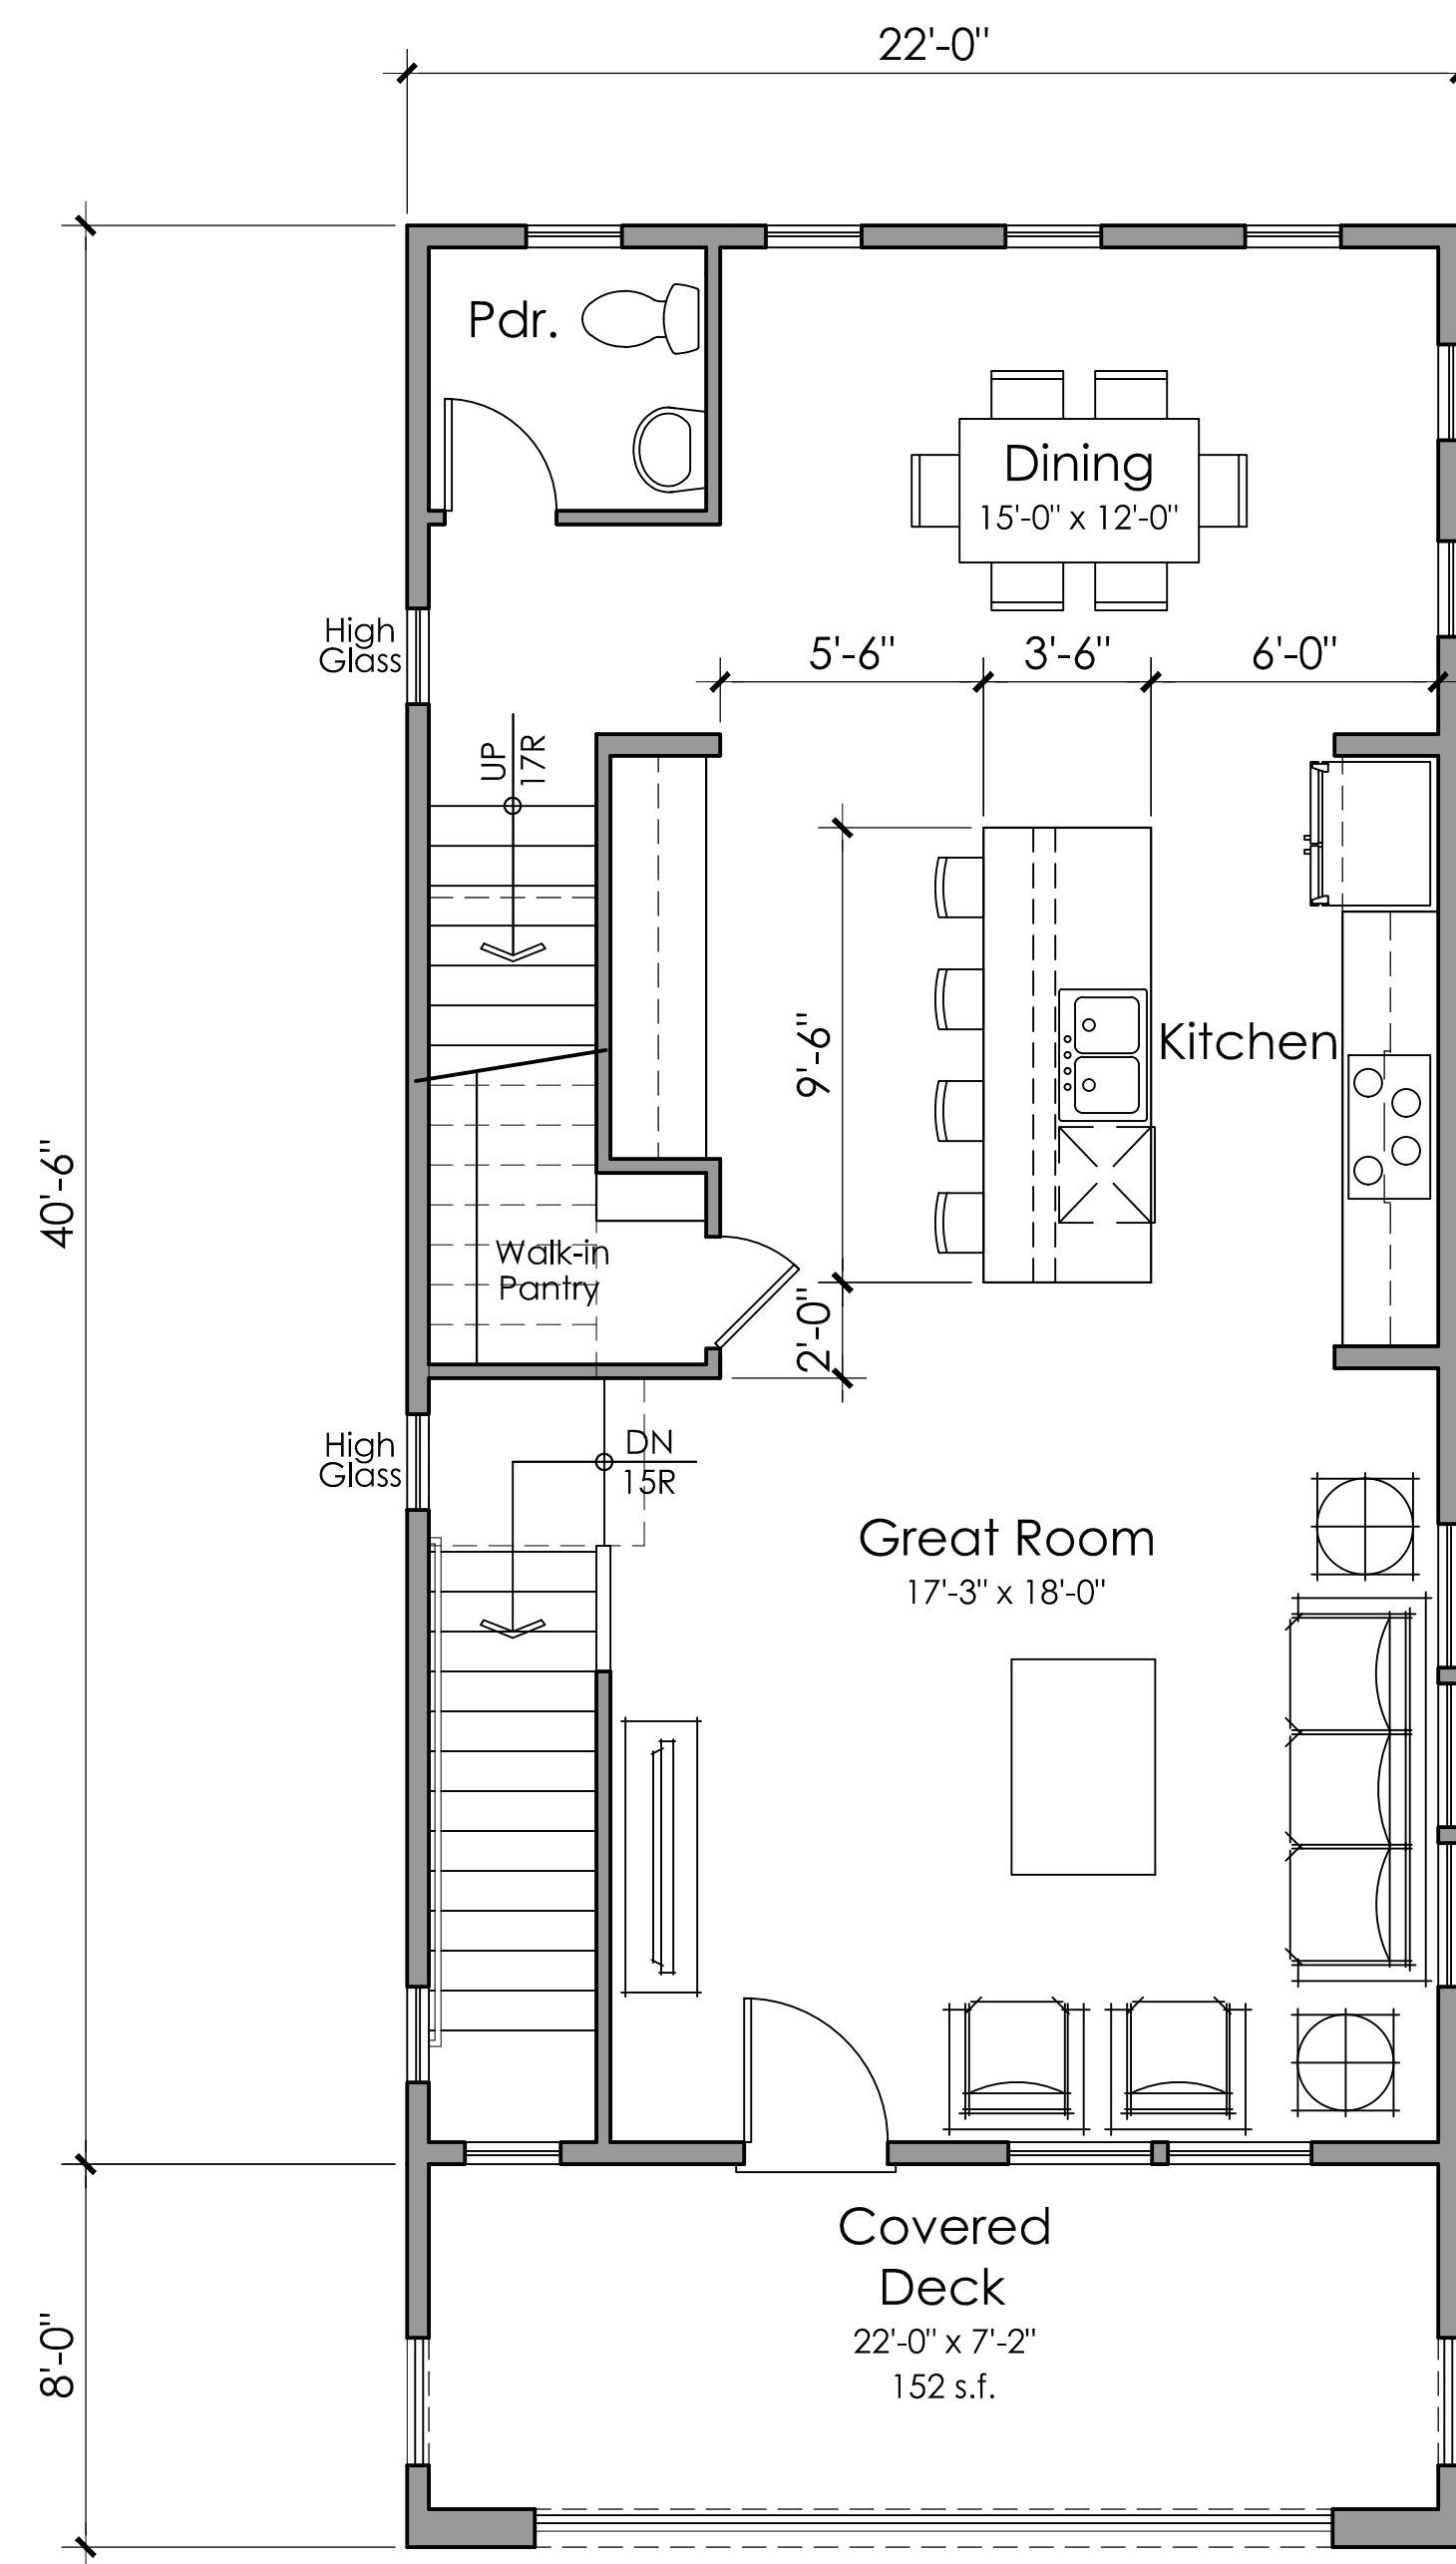 22'-0"
Pdr.
Dining
15'-0" x 12'-0"
High
Glass
5'-6"
3'-6"
6'-0"
UP
17R
9'-6"
Kitchen
40'-6"
Walk-in
Pantry
2'-0"
High
Glass
DN
15R
Great Room
17'-3" x 18'-0"
Covered
Deck
22'-0" x 7'-2"
152 s.f.
8'-0"